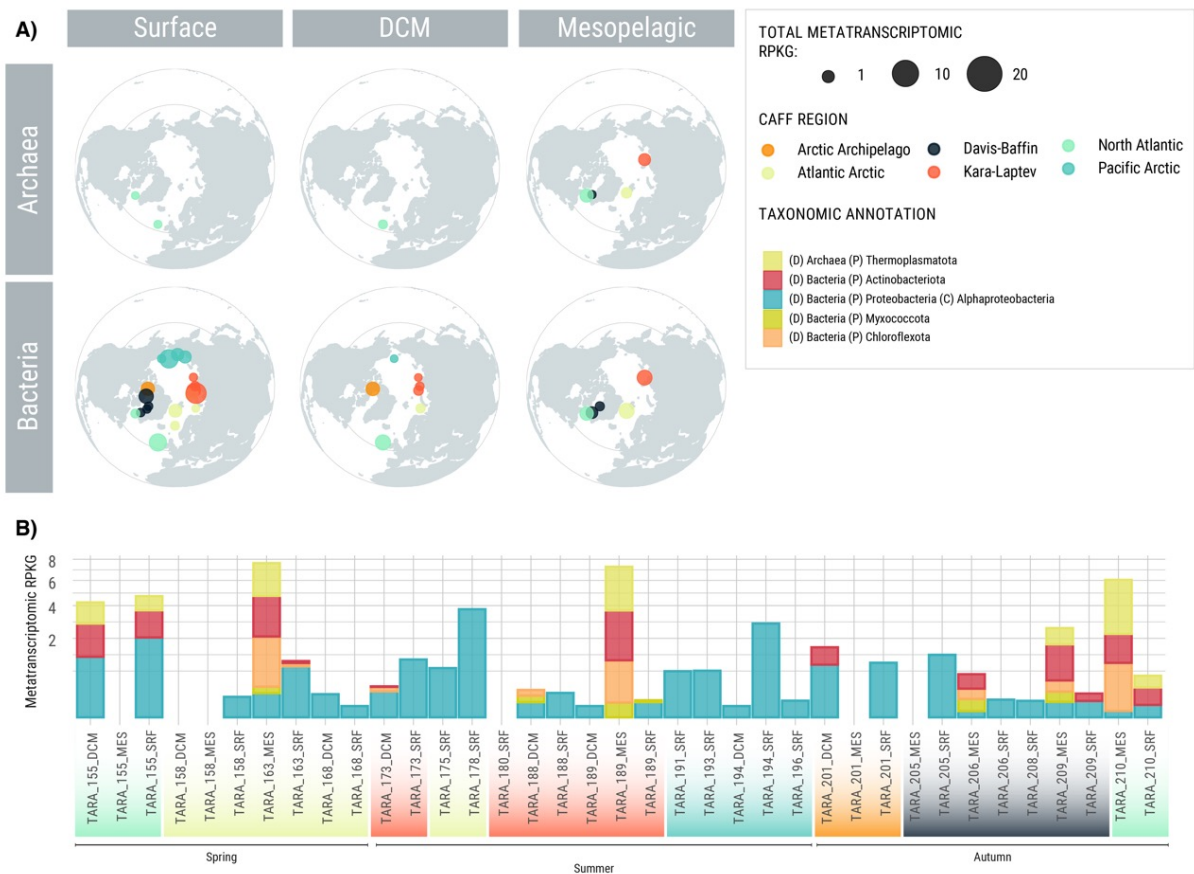 A)
Surface
DCM
Mesopelagic
Archaea
Bacteria
TOTAL METATRANSCRIPTOMIC
RPKG:
1
10
20
CAFF REGION
Arctic Archipelago
Davis-Baffin
North Atlantic
Atlantic Arctic
Kara-Laptev
Pacific Arctic
TAXONOMIC ANNOTATION
(D) Archaea (P) Thermoplasmatota
(D) Bacteria (P) Actinobacteriota
(D) Bacteria (P) Proteobacteria (C) Alphaproteobacteria
(D) Bacteria (P) Myxococcota
(D) Bacteria (P) Chloroflexota
B)
Metatranscriptomic RPKG
8
6
4
2
TARA_155_DCM
TARA_155_MES
TARA_155_SRF
TARA_158_DCM
TARA_158_MES
TARA_158_SRF
TARA_163_MES
TARA_163_SRF
TARA_168_DCM
TARA_168_SRF
TARA_173_DCM
TARA_173_SRF
TARA_175_SRF
TARA_178_SRF
TARA_180_SRF
TARA_188_DCM
TARA_188_SRF
TARA_189_DCM
TARA_189_MES
TARA_189_SRF
TARA_191_SRF
TARA_193_SRF
TARA_194_DCM
TARA_194_SRF
TARA_196_SRF
TARA_201_DCM
TARA_201_MES
TARA_201_SRF
TARA_205_MES
TARA_205_SRF
TARA_206_MES
TARA_206_SRF
TARA_208_SRF
TARA_209_MES
TARA_209_SRF
TARA_210_MES
TARA_210_SRF
Spring
Summer
Autumn